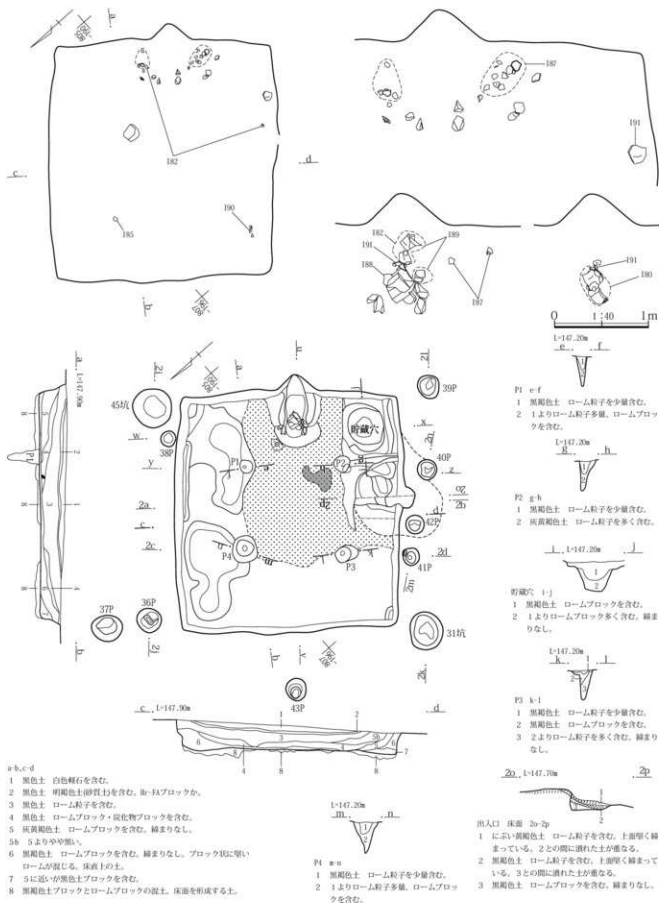 a
182
187
191
c
d
185
190
b
182
189
191
188
197
191
180
0 1:40 1m
L=147.20m
e f
P1 e-f
1 黒褐色土 ローム粒子を少量含む。
2 1よりローム粒子多量、ロームブロックを含む。
L=147.20m
g h
P2 g-h
1 黒褐色土 ローム粒子を少量含む。
2 灰黄褐色土 ローム粒子を多く含む。
L=147.20m
i j
貯蔵穴 i-j
1 黒褐色土 ロームブロックを含む。
2 1よりロームブロック多く含む。締まりなし。
L=147.20m
k l
P3 k-l
1 黒褐色土 ローム粒子を少量含む。
2 黒褐色土 ロームブロックを含む。
3 2よりローム粒子を多く含む。締まりなし。
2o L=147.70m 2p
出入口 床面 2o-2p
1 にぶい黄褐色土 ローム粒子を含む。上面堅く締まっている。2との間に潰れた土が重なる。
2 黒褐色土 ローム粒子を含む。上面堅く締まっている。3との間に潰れた土が重なる。
3 黒褐色土 ロームブロックを含む。締まりなし。
L=147.90m
45坑
38P
39P
貯蔵穴
P1
P2
40P
42P
41P
P4
P3
37P
36P
31坑
43P
c L=147.90m d
a-b,c-d
1 黒色土 白色軽石を含む。
2 黒色土 明褐色土(砂質土)を含む。Hr-FAブロックか。
3 黒色土 ローム粒子を含む。
4 黒色土 ロームブロック・炭化物ブロックを含む。
5 灰黄褐色土 ロームブロックを含む。締まりなし。
5b 5よりやや黒い。
6 黒褐色土 ロームブロックを含む。締まりなし。ブロック状に堅いロームが混じる。床直上の土。
7 5に近いが黒色土ブロックを含む。
8 黒褐色土ブロックとロームブロックの混土。床面を形成する土。
L=147.20m
m n
P4 m-n
1 黒褐色土 ローム粒子を少量含む。
2 1よりローム粒子多量、ロームブロックを含む。